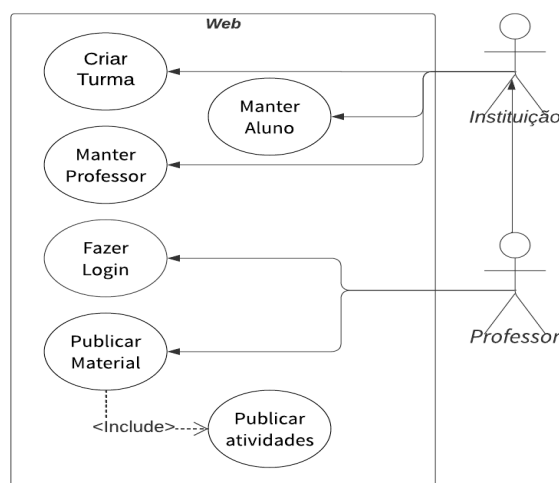 Web
Criar
Turma
Manter
Aluno
Instituição
Manter
Professor
Fazer
Login
Professor
Publicar
Material
<Include>
Publicar
atividades